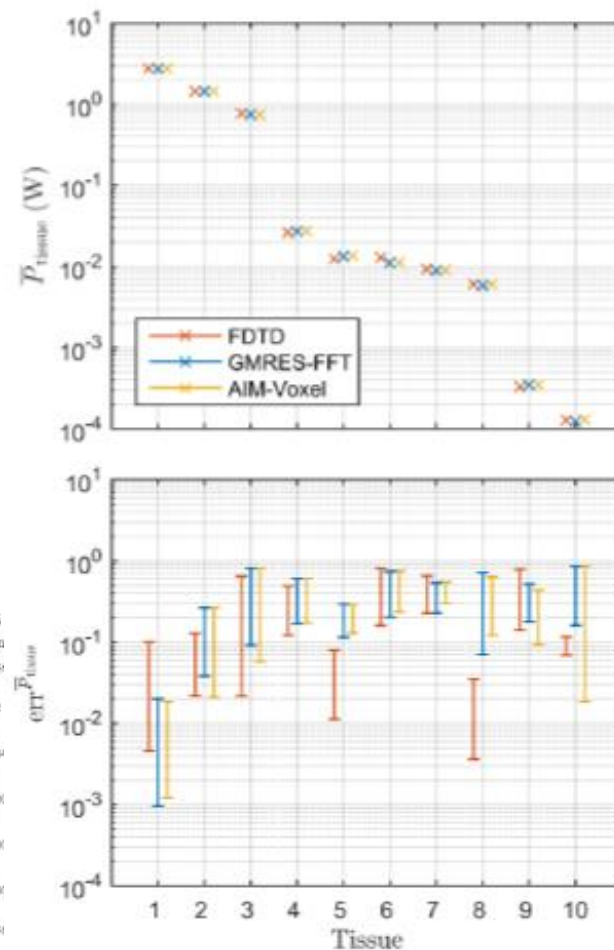 10^1
10^0
10^-1
10^-2
10^-3
10^-4
P̅_tissue (W)
FDTD
GMRES-FFT
AIM-Voxel
10^1
10^0
10^-1
10^-2
10^-3
10^-4
err^P̅_tissue
1 2 3 4 5 6 7 8 9 10
Tissue